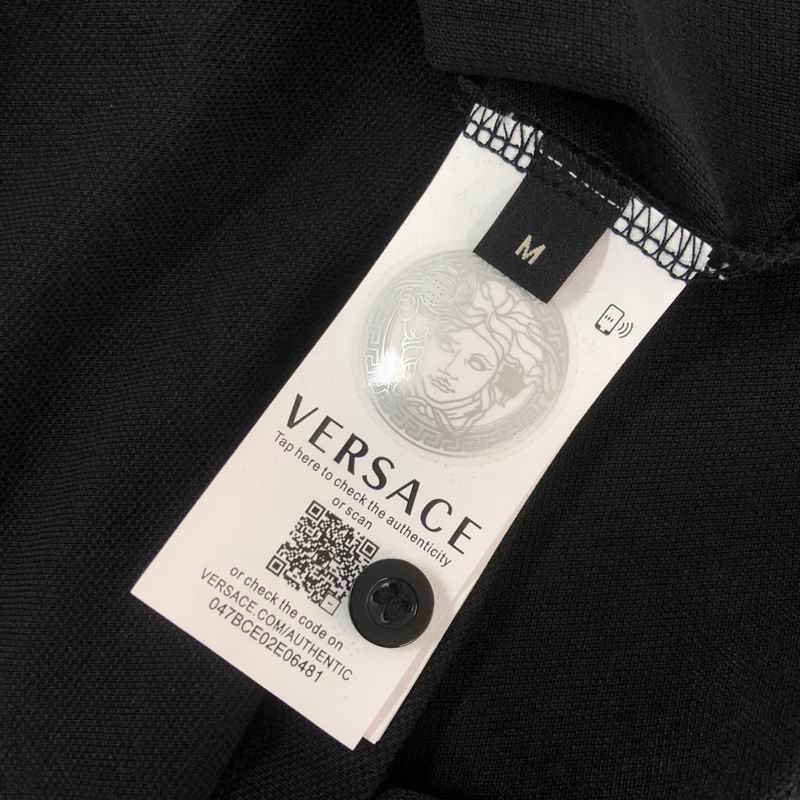 M
VERSACE
Tap here to check the authenticity
or scan
or check the code on
VERSACE.COM/AUTHENTIC
047BCE02E06481